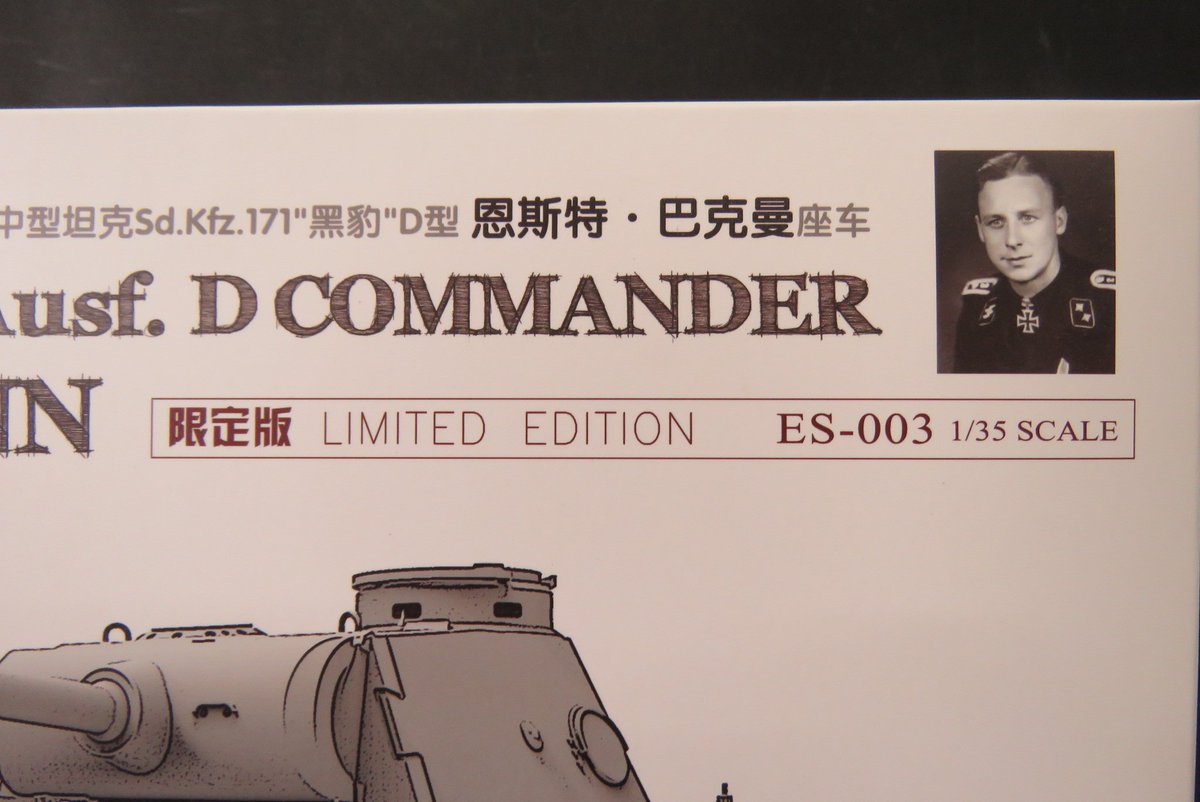 中型坦克Sd.Kfz.171"黑豹"D型 恩斯特·巴克曼座车
Ausf. D COMMANDER
IN
限定版 LIMITED EDITION ES-003 1/35 SCALE